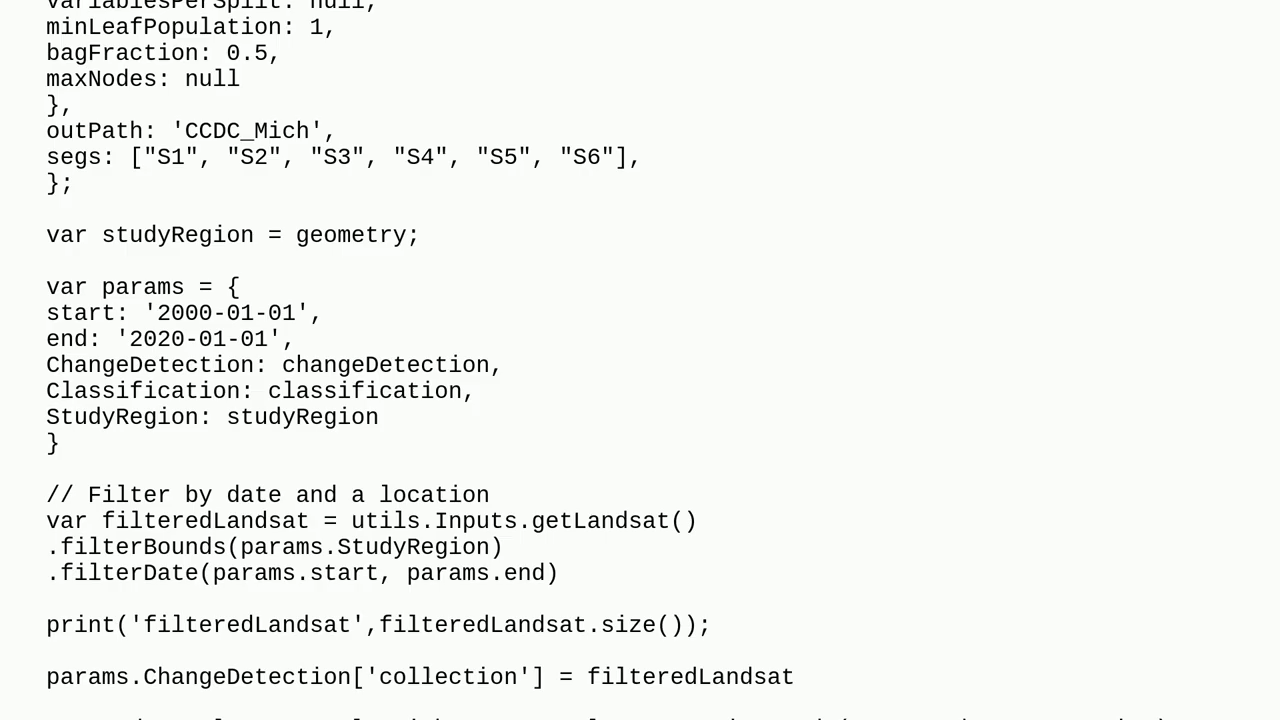 variablesPerSplit: null,
minLeafPopulation: 1,
bagFraction: 0.5,
maxNodes: null
},
outPath: 'CCDC_Mich',
segs: ["S1", "S2", "S3", "S4", "S5", "S6"],
};
var studyRegion = geometry;
var params = {
start: '2000-01-01',
end: '2020-01-01',
ChangeDetection: changeDetection,
Classification: classification,
StudyRegion: studyRegion
}
// Filter by date and a location
var filteredLandsat = utils.Inputs.getLandsat()
.filterBounds(params.StudyRegion)
.filterDate(params.start, params.end)
print('filteredLandsat',filteredLandsat.size());
params.ChangeDetection['collection'] = filteredLandsat